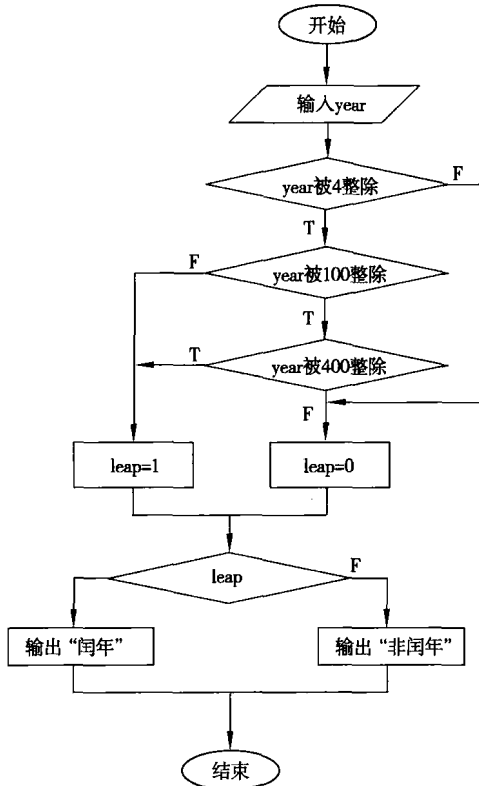 开始
输入year
year被4整除
F
T
F
year被100整除
T
T
year被400整除
F
leap=1
leap=0
leap
F
输出“闰年”
输出“非闰年”
结束